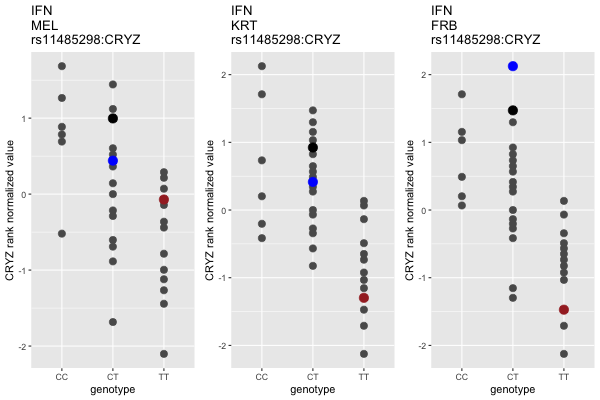 IFN
MEL
rs11485298:CRYZ
CRYZ rank normalized value
1
0
-1
-2
CC
CT
TT
genotype
IFN
KRT
rs11485298:CRYZ
CRYZ rank normalized value
2
1
0
-1
-2
CC
CT
TT
genotype
IFN
FRB
rs11485298:CRYZ
CRYZ rank normalized value
2
1
0
-1
-2
CC
CT
TT
genotype